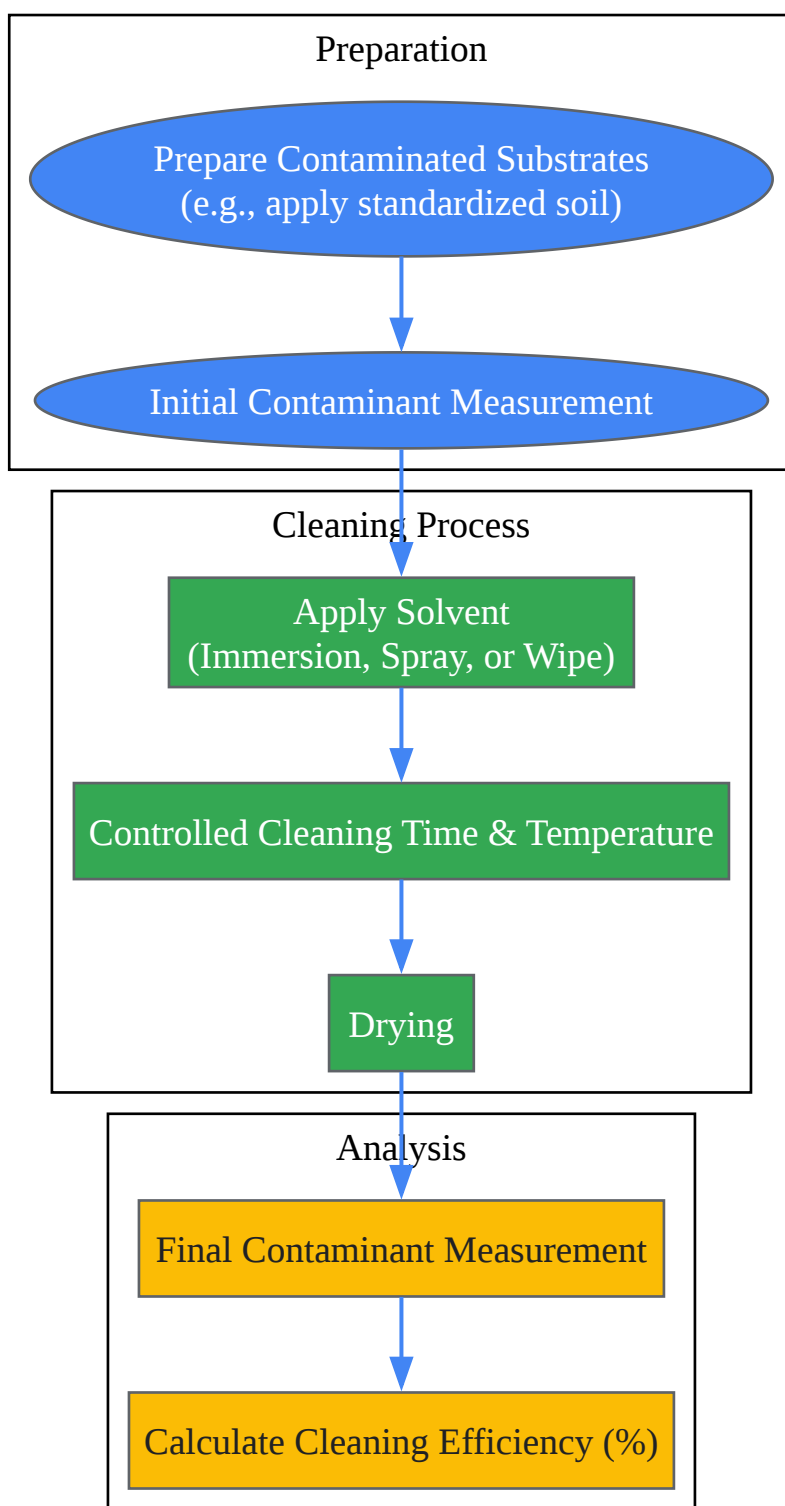 Preparation
Prepare Contaminated Substrates
(e.g., apply standardized soil)
Initial Contaminant Measurement
Cleaning Process
Apply Solvent
(Immersion, Spray, or Wipe)
Controlled Cleaning Time & Temperature
Drying
Analysis
Final Contaminant Measurement
Calculate Cleaning Efficiency (%)